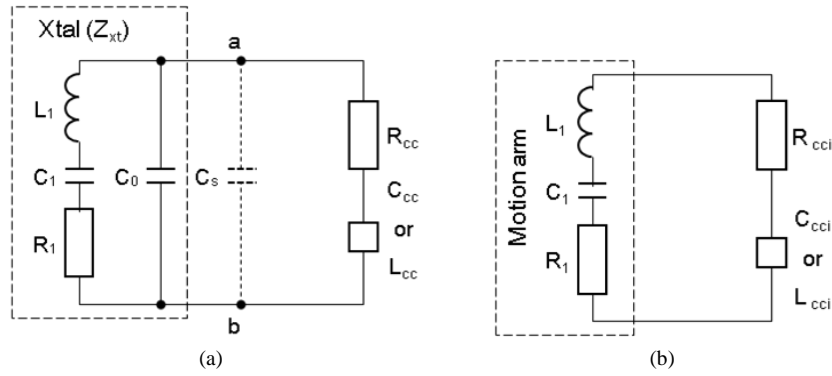 Xtal (Zxt)
a
L1
C1
C0
Cs
R1
Rcc
Ccc
or
Lcc
b
(a)
Motion arm
L1
C1
R1
Rcci
Ccci
or
Lcci
(b)